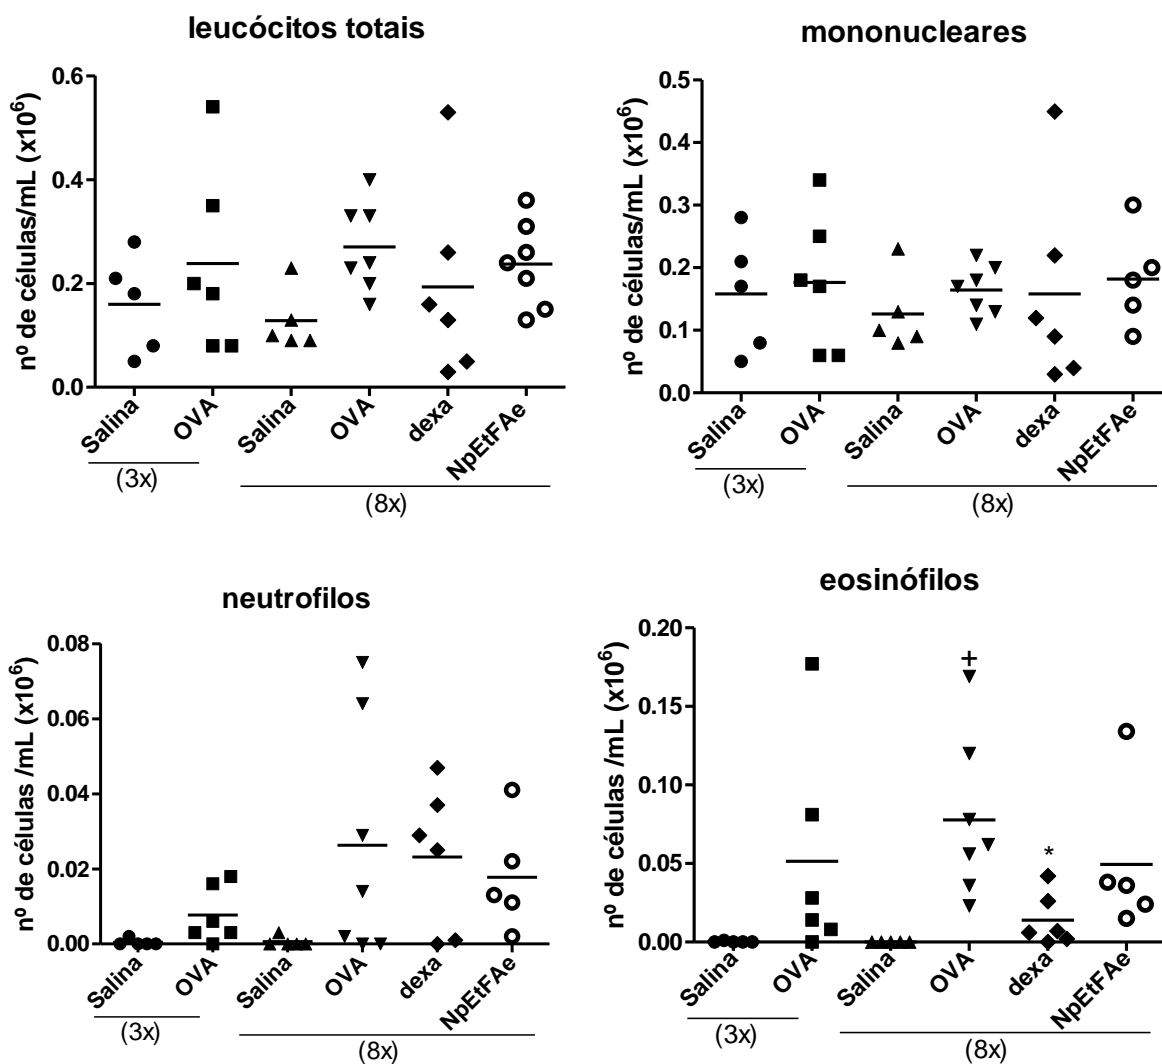 leucócitos totais
nº de células/mL (x10⁶)
0.6
0.4
0.2
0.0
Salina
OVA
Salina
OVA
dexa
NpEtFAe
(3x)
(8x)
mononucleares
nº de células/mL (x10⁶)
0.5
0.4
0.3
0.2
0.1
0.0
Salina
OVA
Salina
OVA
dexa
NpEtFAe
(3x)
(8x)
neutrofilos
nº de células /mL (x10⁶)
0.08
0.06
0.04
0.02
0.00
Salina
OVA
Salina
OVA
dexa
NpEtFAe
(3x)
(8x)
eosinófilos
nº de células /mL (x10⁶)
0.20
0.15
0.10
0.05
0.00
+
*
Salina
OVA
Salina
OVA
dexa
NpEtFAe
(3x)
(8x)